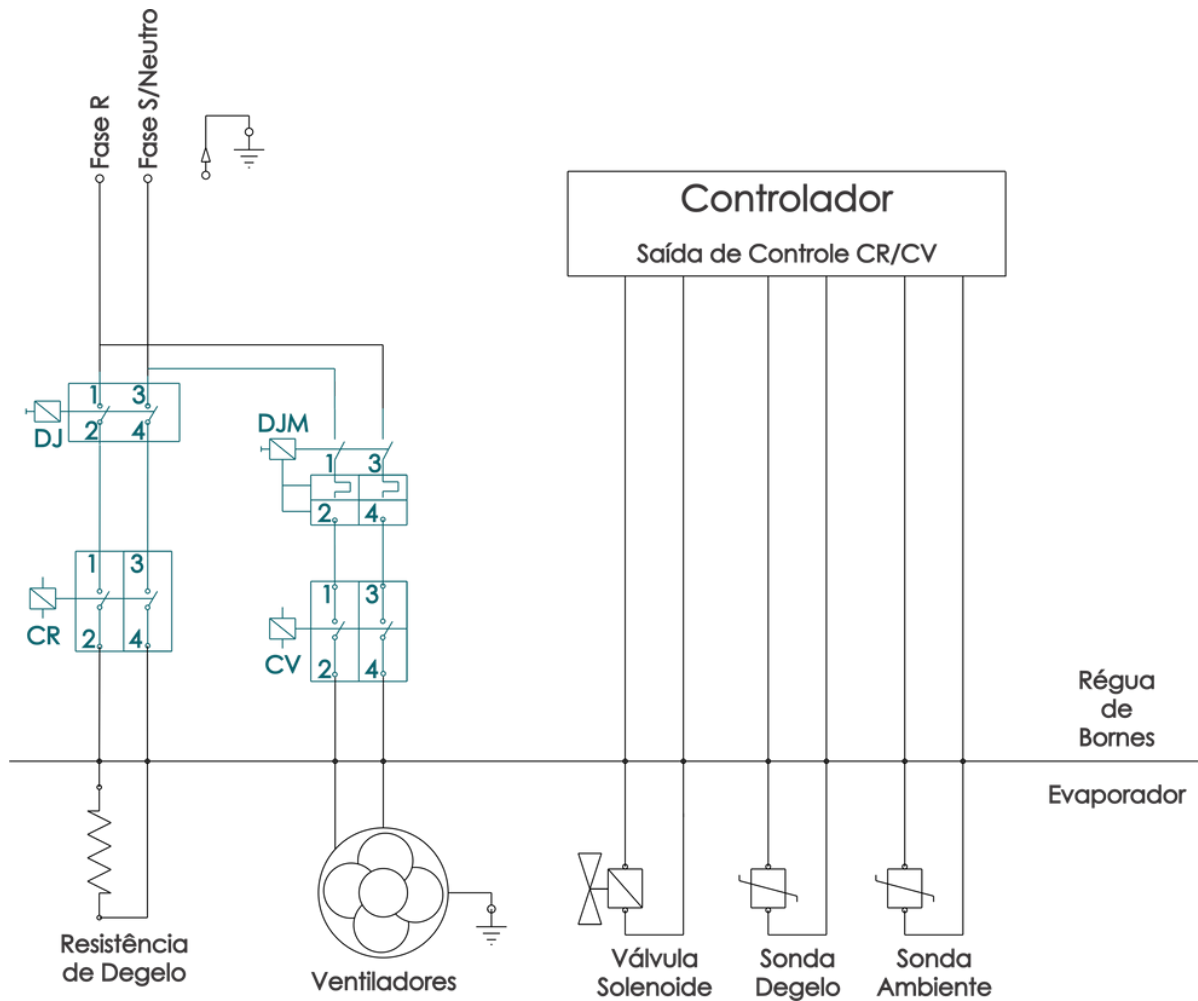 Fase R
Fase S/Neutro
Controlador
Saída de Controle CR/CV
1 3
DJ
2 4
DJM
1 3
2 4
1 3
CR
2 4
1 3
CV
2 4
Régua
de
Bornes
Evaporador
Resistência
de Degelo
Ventiladores
Válvula
Solenoide
Sonda
Degelo
Sonda
Ambiente